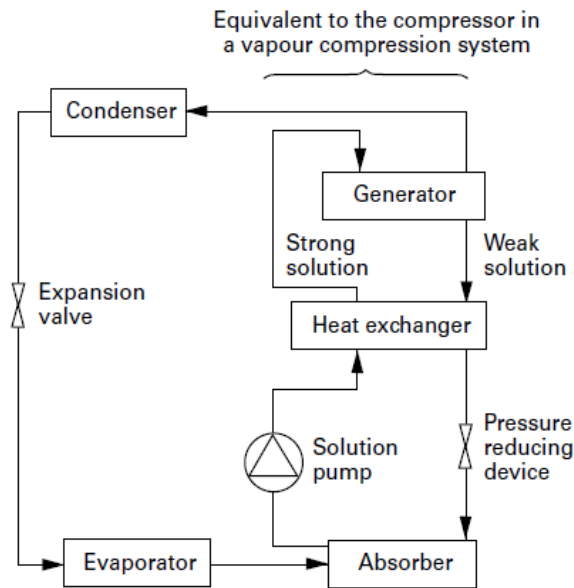 Equivalent to the compressor in
a vapour compression system
Condenser
Generator
Strong
solution
Weak
solution
Expansion
valve
Heat exchanger
Solution
pump
Pressure
reducing
device
Evaporator
Absorber